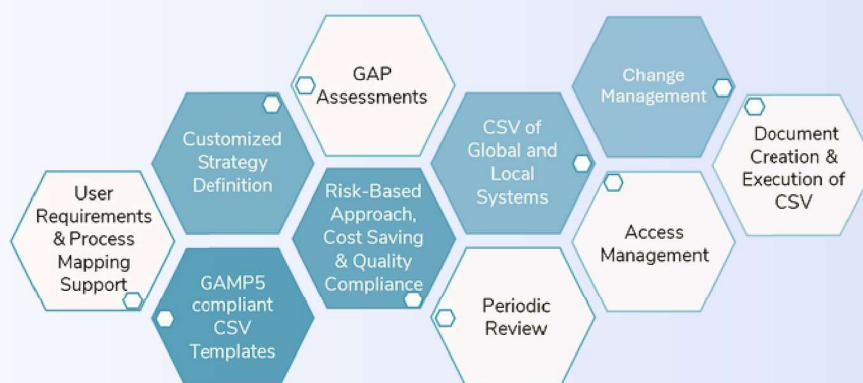 User
Requirements
& Process
Mapping
Support
Customized
Strategy
Definition
GAMP5
compliant
CSV
Templates
GAP
Assessments
Risk-Based
Approach,
Cost Saving
& Quality
Compliance
CSV of
Global and
Local
Systems
Periodic
Review
Change
Management
Access
Management
Document
Creation &
Execution of
CSV